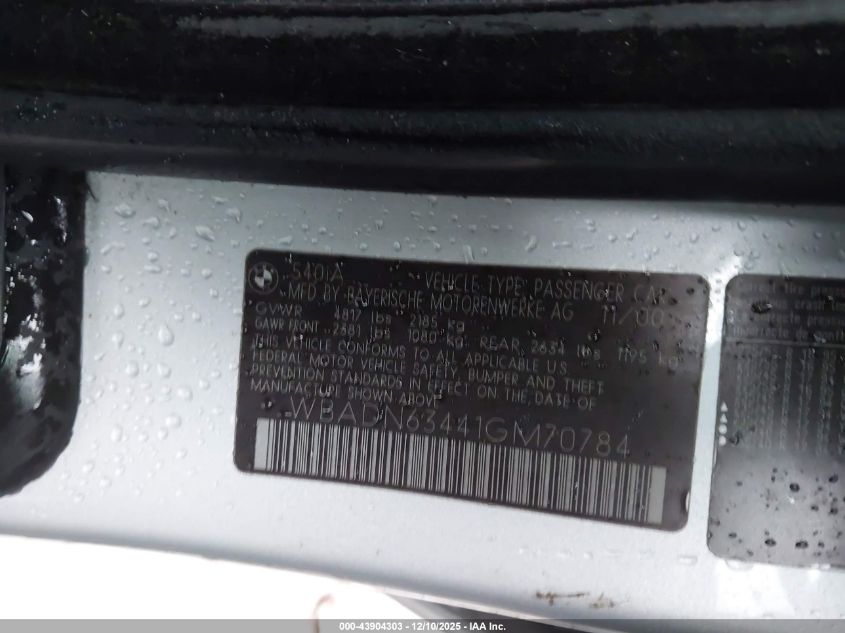 540iA VEHICLE TYPE PASSENGER CAR
MFD BY BAYERISCHE MOTORENWERKE AG 11/00
GVWR 4817 lbs 2185 kg
GAWR FRONT 2381 lbs 1080 kg REAR 2634 lbs 1195 kg
THIS VEHICLE CONFORMS TO ALL APPLICABLE U.S.
FEDERAL MOTOR VEHICLE SAFETY, BUMPER AND THEFT
PREVENTION STANDARDS IN EFFECT ON THE DATE OF
MANUFACTURE SHOWN ABOVE
WBADN63441GM70784
000-43904303 - 12/10/2025 - IAA Inc.